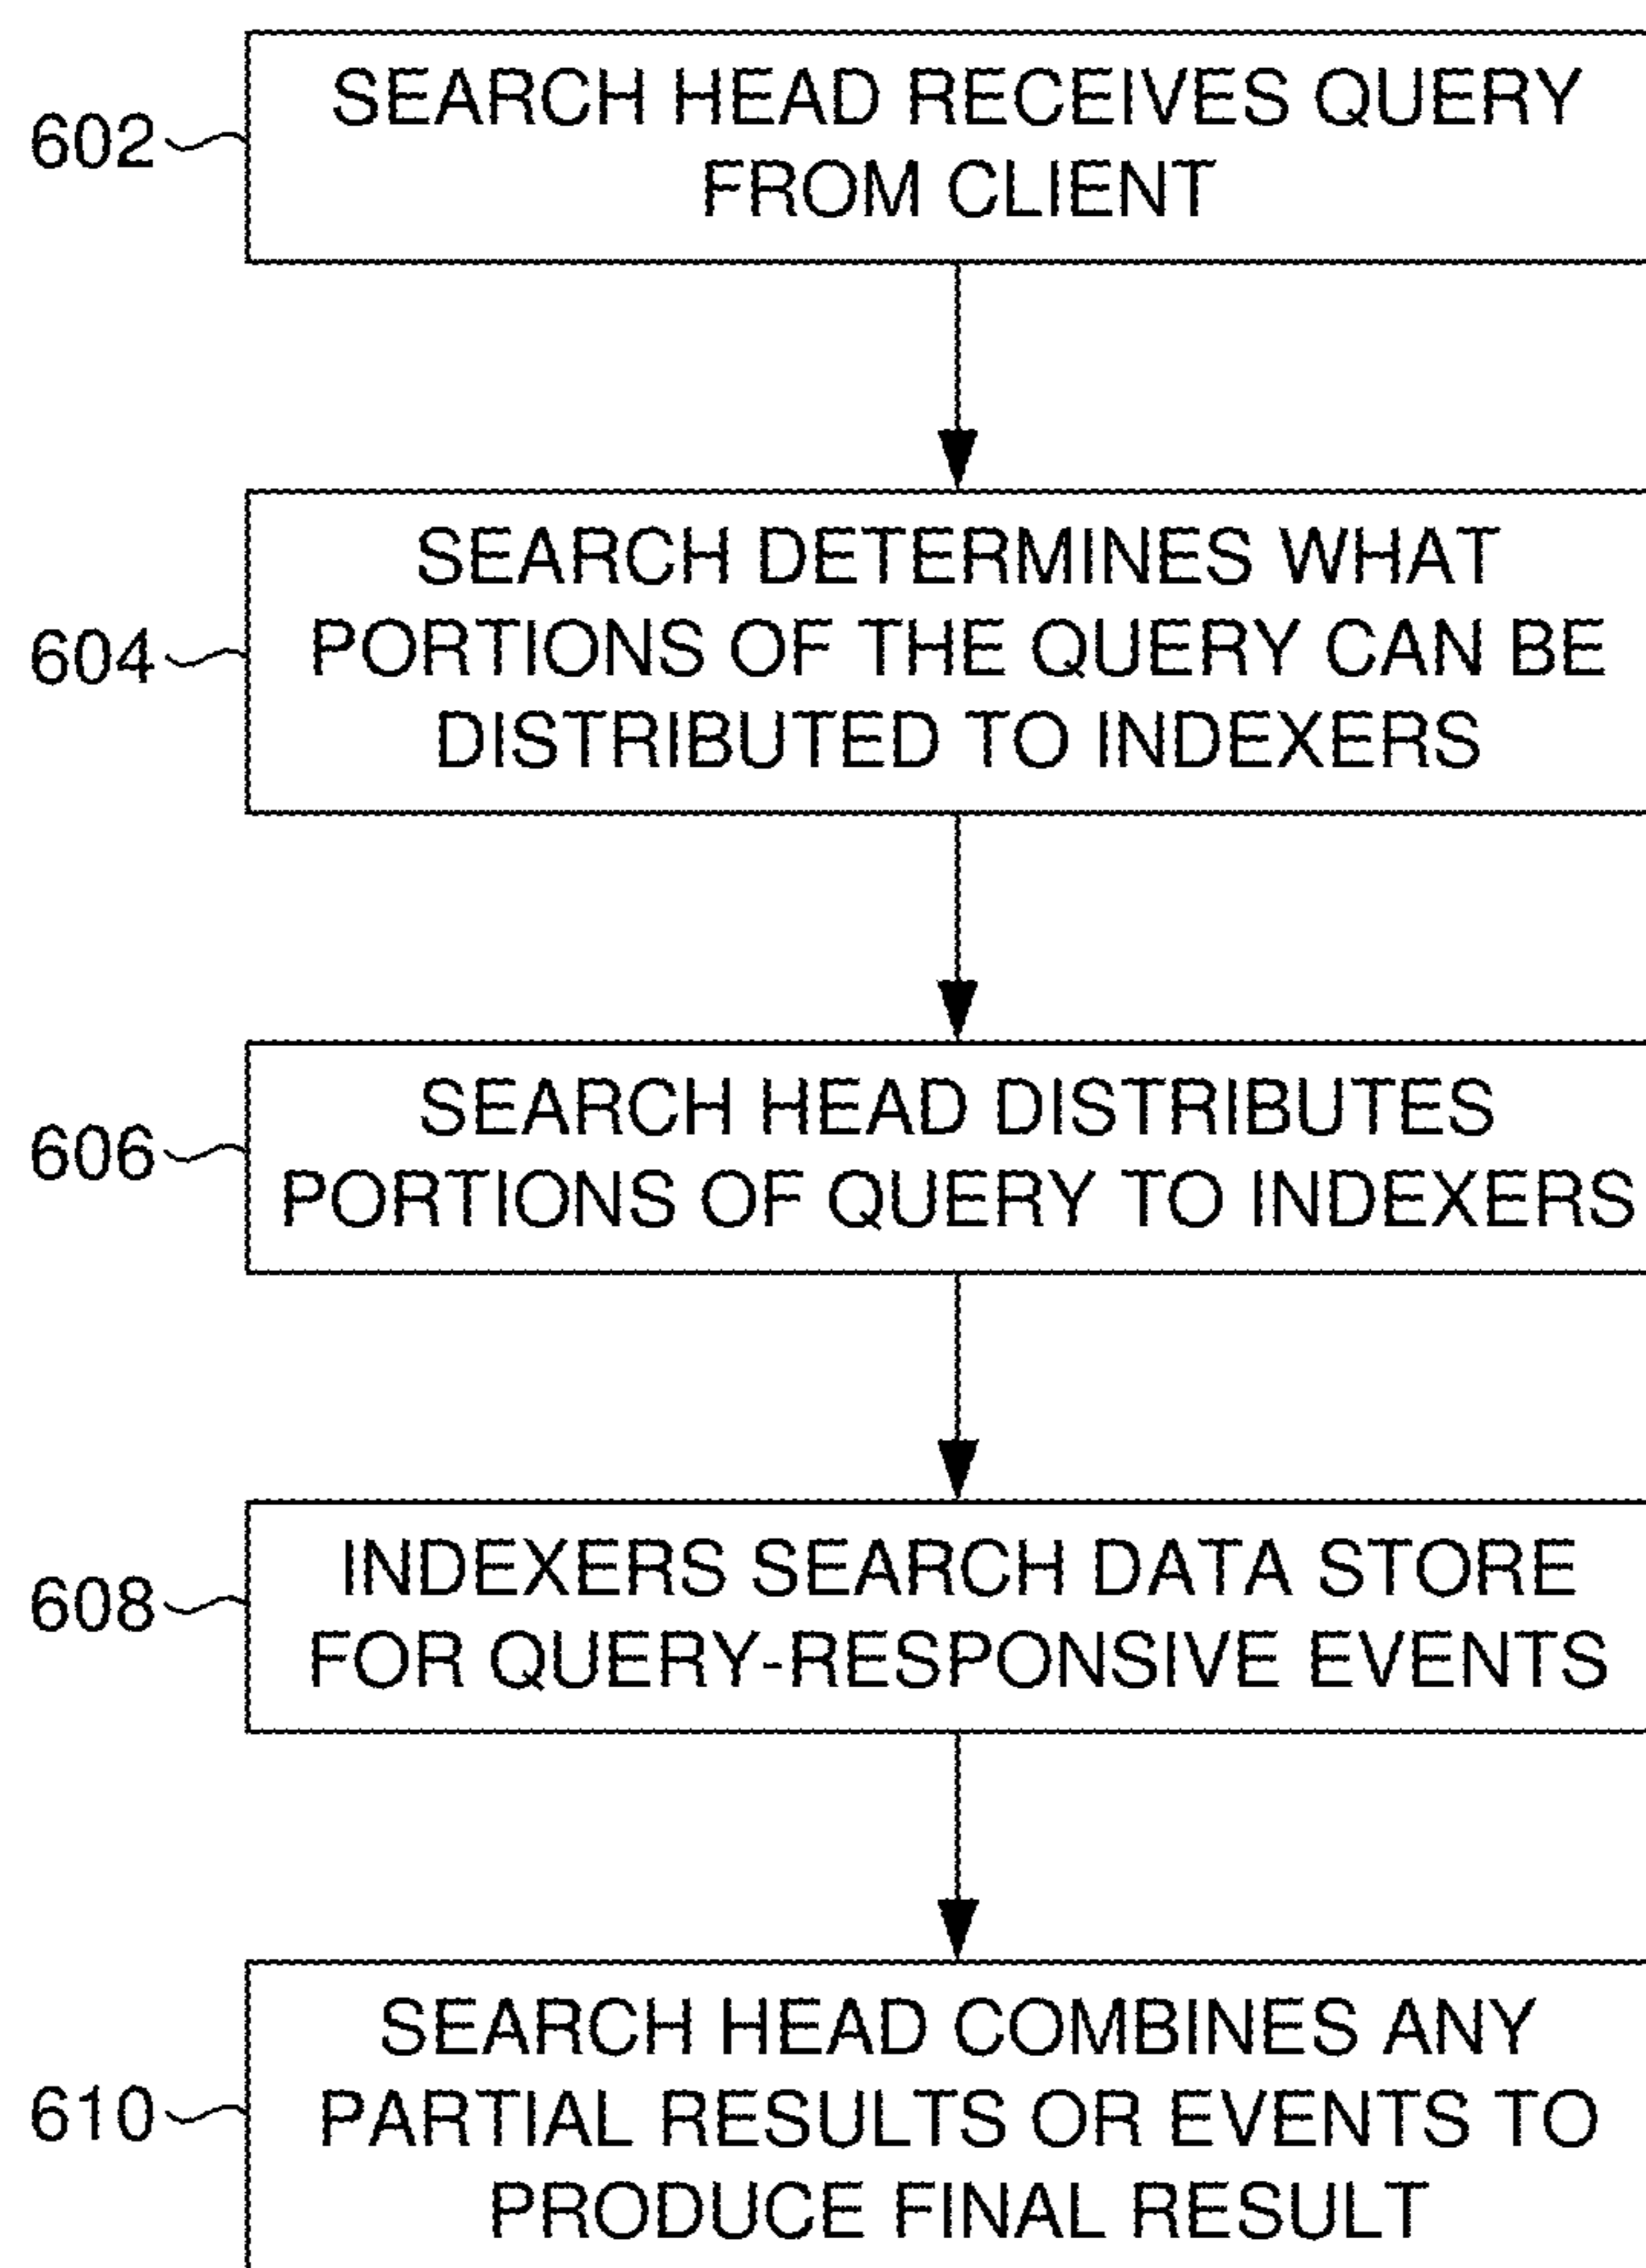 602
SEARCH HEAD RECEIVES QUERY
FROM CLIENT
604
SEARCH DETERMINES WHAT
PORTIONS OF THE QUERY CAN BE
DISTRIBUTED TO INDEXERS
606
SEARCH HEAD DISTRIBUTES
PORTIONS OF QUERY TO INDEXERS
608
INDEXERS SEARCH DATA STORE
FOR QUERY-RESPONSIVE EVENTS
610
SEARCH HEAD COMBINES ANY
PARTIAL RESULTS OR EVENTS TO
PRODUCE FINAL RESULT